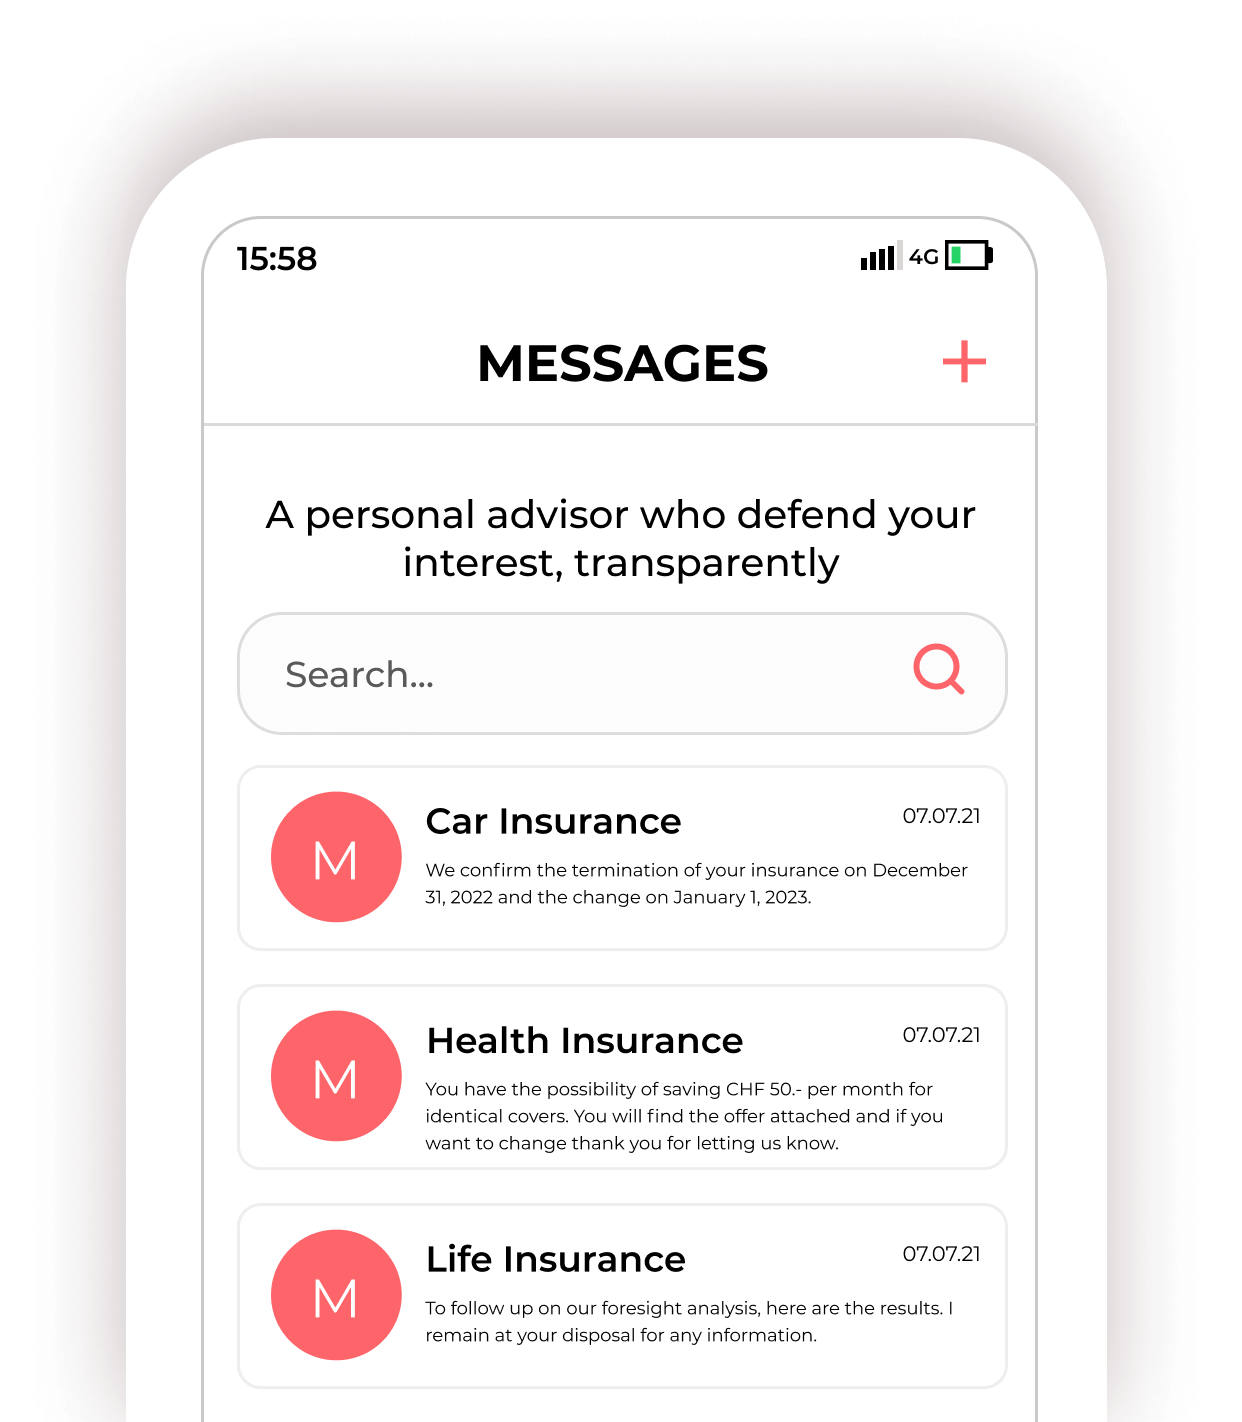 15:58 4G
MESSAGES
A personal advisor who defend your
interest, transparently
Search...
M
Car Insurance 07.07.21
We confirm the termination of your insurance on December
31, 2022 and the change on January 1, 2023.
M
Health Insurance 07.07.21
You have the possibility of saving CHF 50.- per month for
identical covers. You will find the offer attached and if you
want to change thank you for letting us know.
M
Life Insurance 07.07.21
To follow up on our foresight analysis, here are the results. I
remain at your disposal for any information.